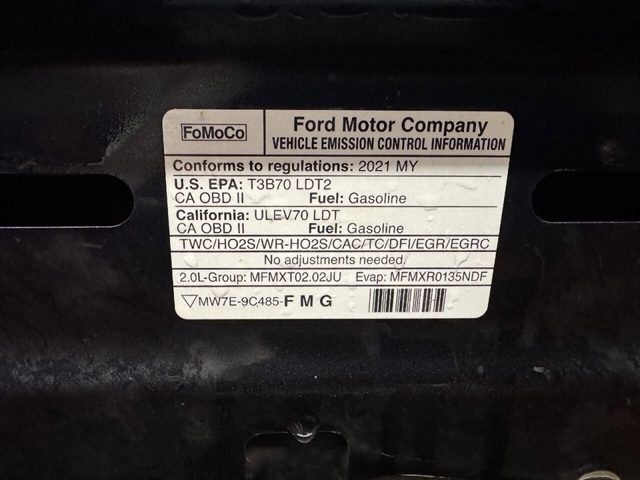 FoMoCo
Ford Motor Company
VEHICLE EMISSION CONTROL INFORMATION
Conforms to regulations: 2021 MY
U.S. EPA: T3B70 LDT2
CA OBD II Fuel: Gasoline
California: ULEV70 LDT
CA OBD II Fuel: Gasoline
TWC/HO2S/WR-HO2S/CAC/TC/DFI/EGR/EGRC
No adjustments needed.
2.0L-Group: MFMXT02.02JU Evap: MFMXR0135NDF
MW7E-9C485-F M G